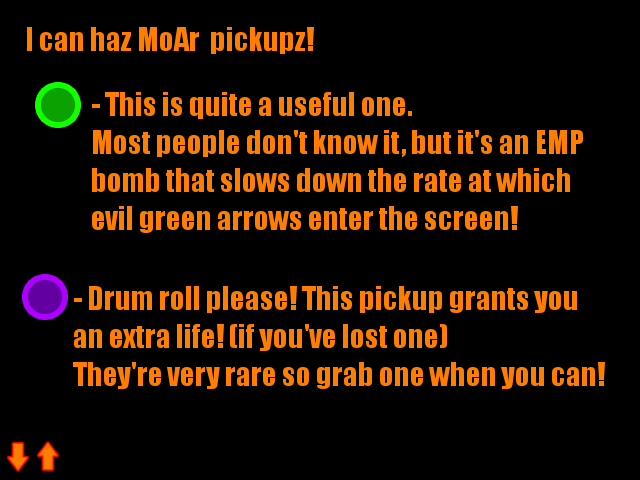 I can haz MoAr pickupz!
- This is quite a useful one.
Most people don't know it, but it's an EMP
bomb that slows down the rate at which
evil green arrows enter the screen!
- Drum roll please! This pickup grants you
an extra life! (if you've lost one)
They're very rare so grab one when you can!